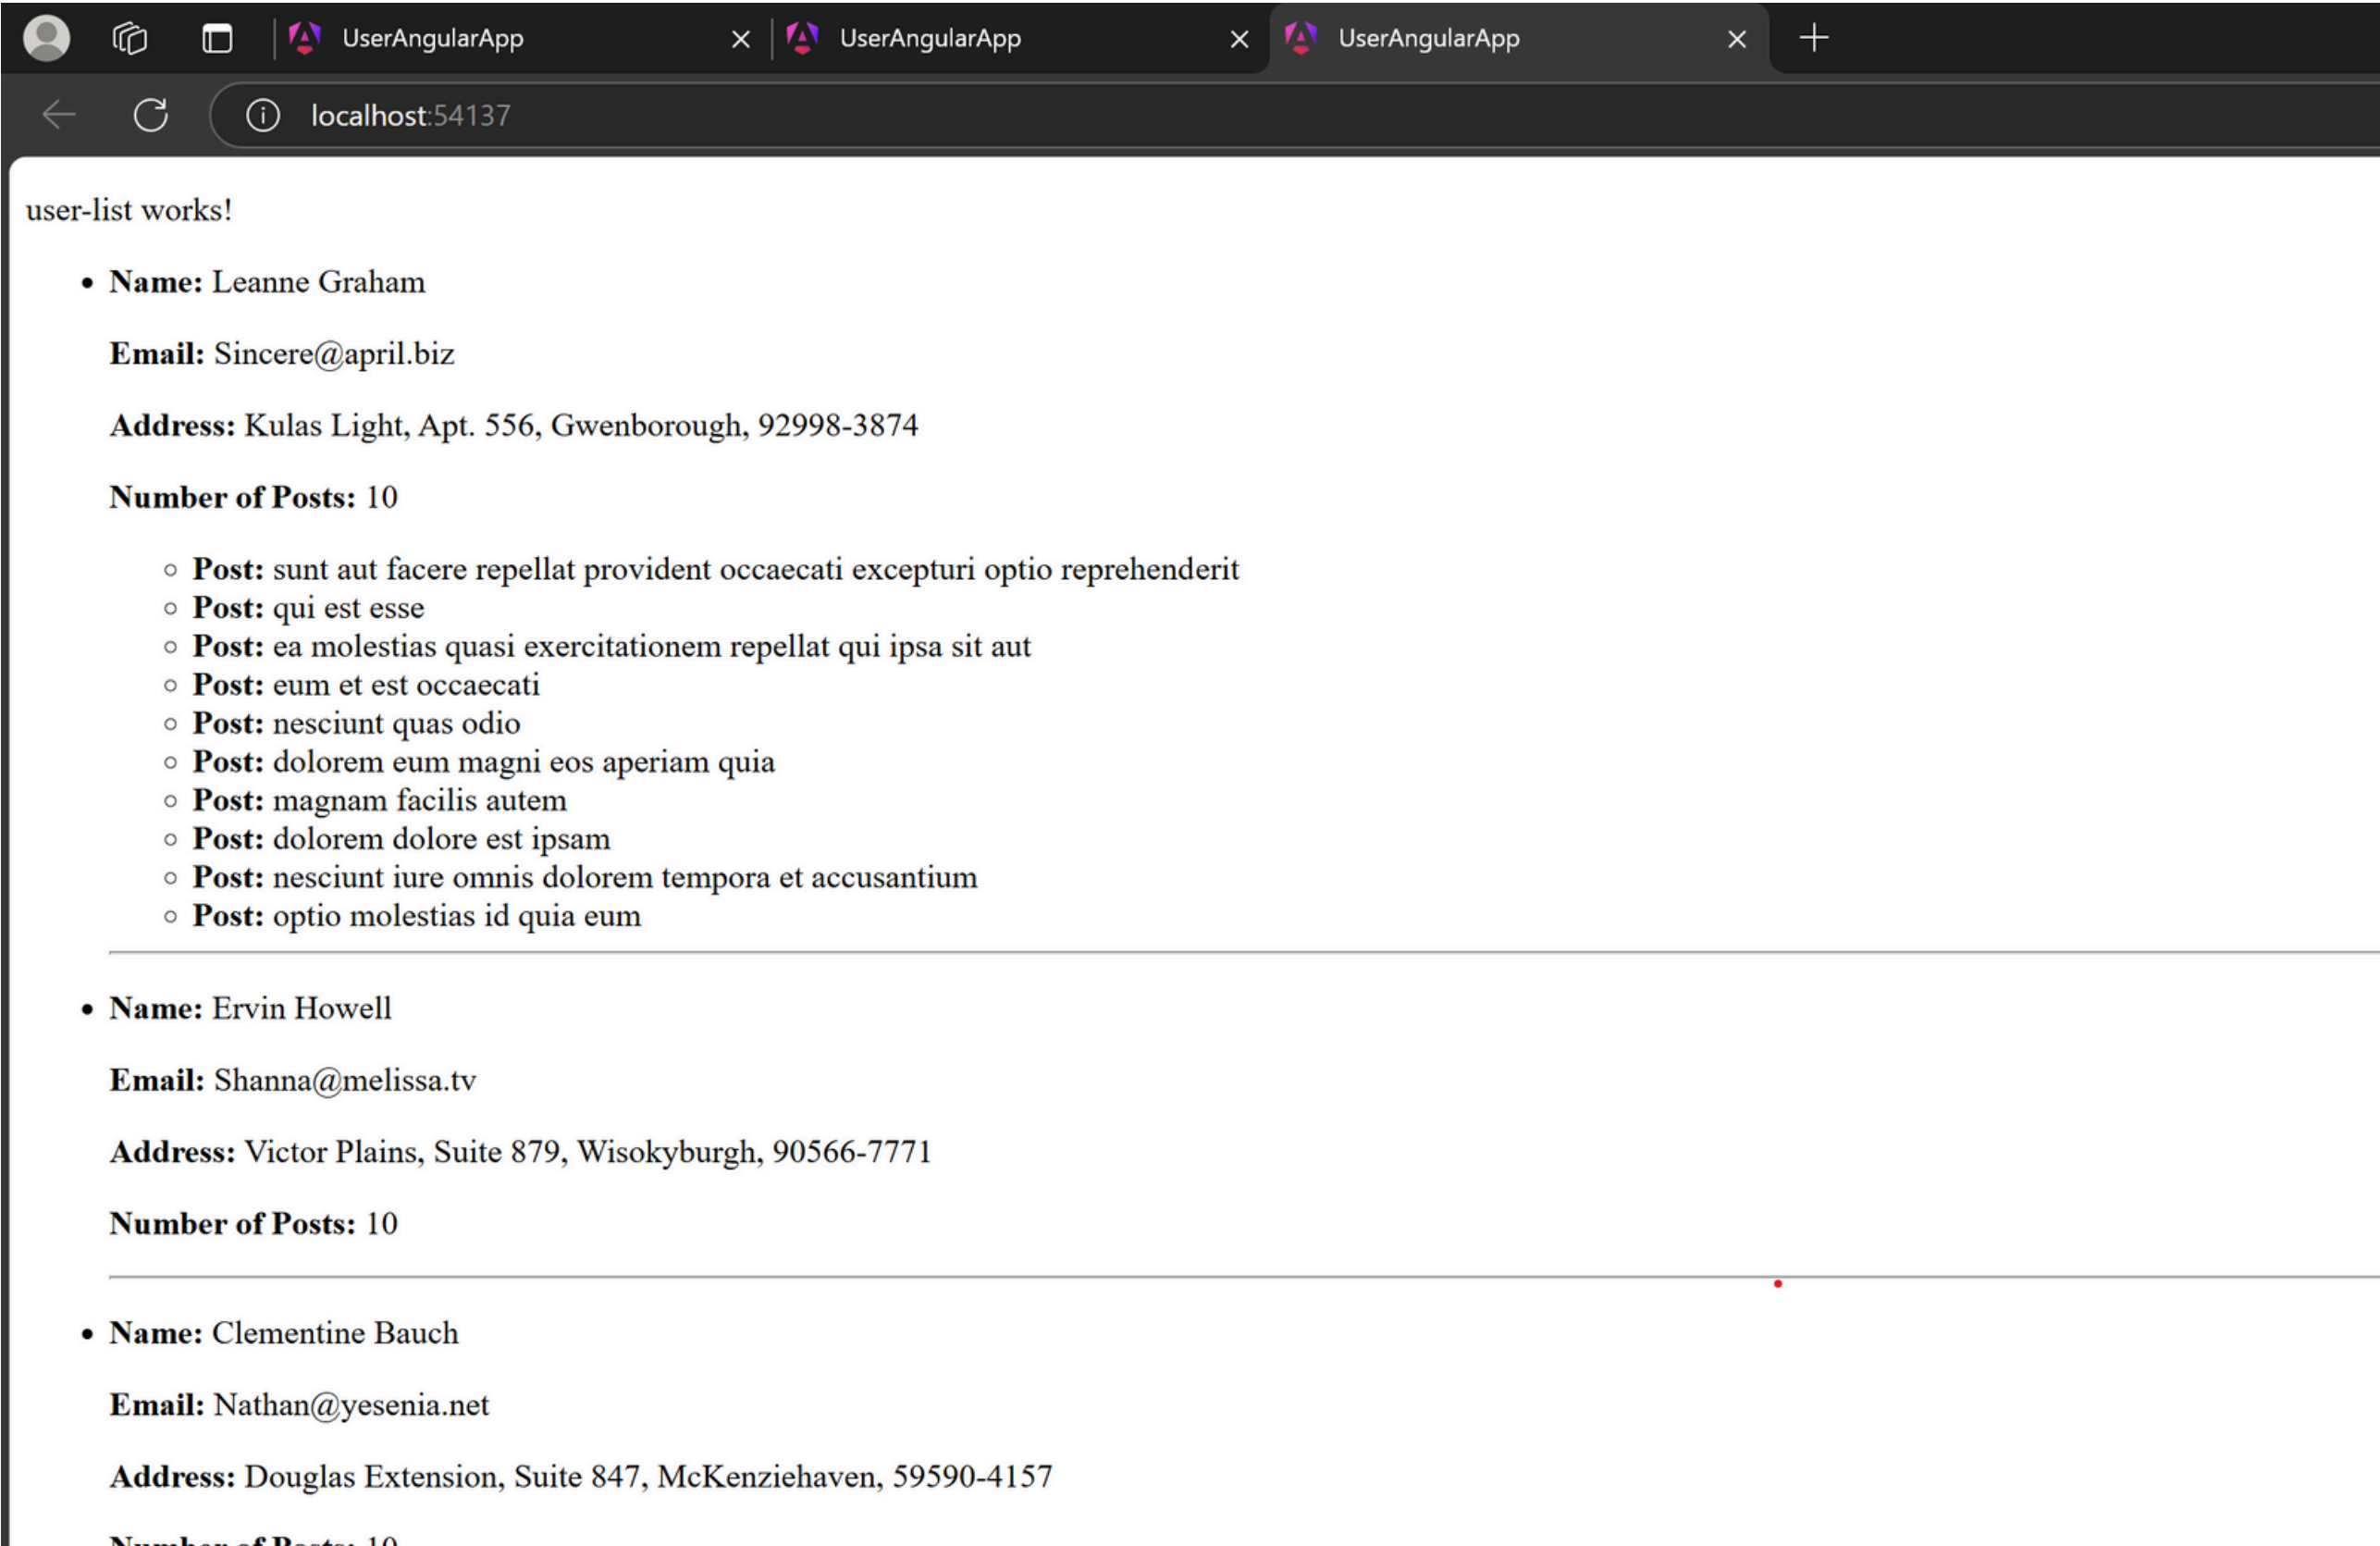 UserAngularApp
UserAngularApp
UserAngularApp
localhost:54137
user-list works!
Name: Leanne Graham
Email: Sincere@april.biz
Address: Kulas Light, Apt. 556, Gwenborough, 92998-3874
Number of Posts: 10
Post: sunt aut facere repellat provident occaecati excepturi optio reprehenderit
Post: qui est esse
Post: ea molestias quasi exercitationem repellat qui ipsa sit aut
Post: eum et est occaecati
Post: nesciunt quas odio
Post: dolorem eum magni eos aperiam quia
Post: magnam facilis autem
Post: dolorem dolore est ipsam
Post: nesciunt iure omnis dolorem tempora et accusantium
Post: optio molestias id quia eum
Name: Ervin Howell
Email: Shanna@melissa.tv
Address: Victor Plains, Suite 879, Wisokyburgh, 90566-7771
Number of Posts: 10
Name: Clementine Bauch
Email: Nathan@yesenia.net
Address: Douglas Extension, Suite 847, McKenziehaven, 59590-4157
Number of Posts: 10